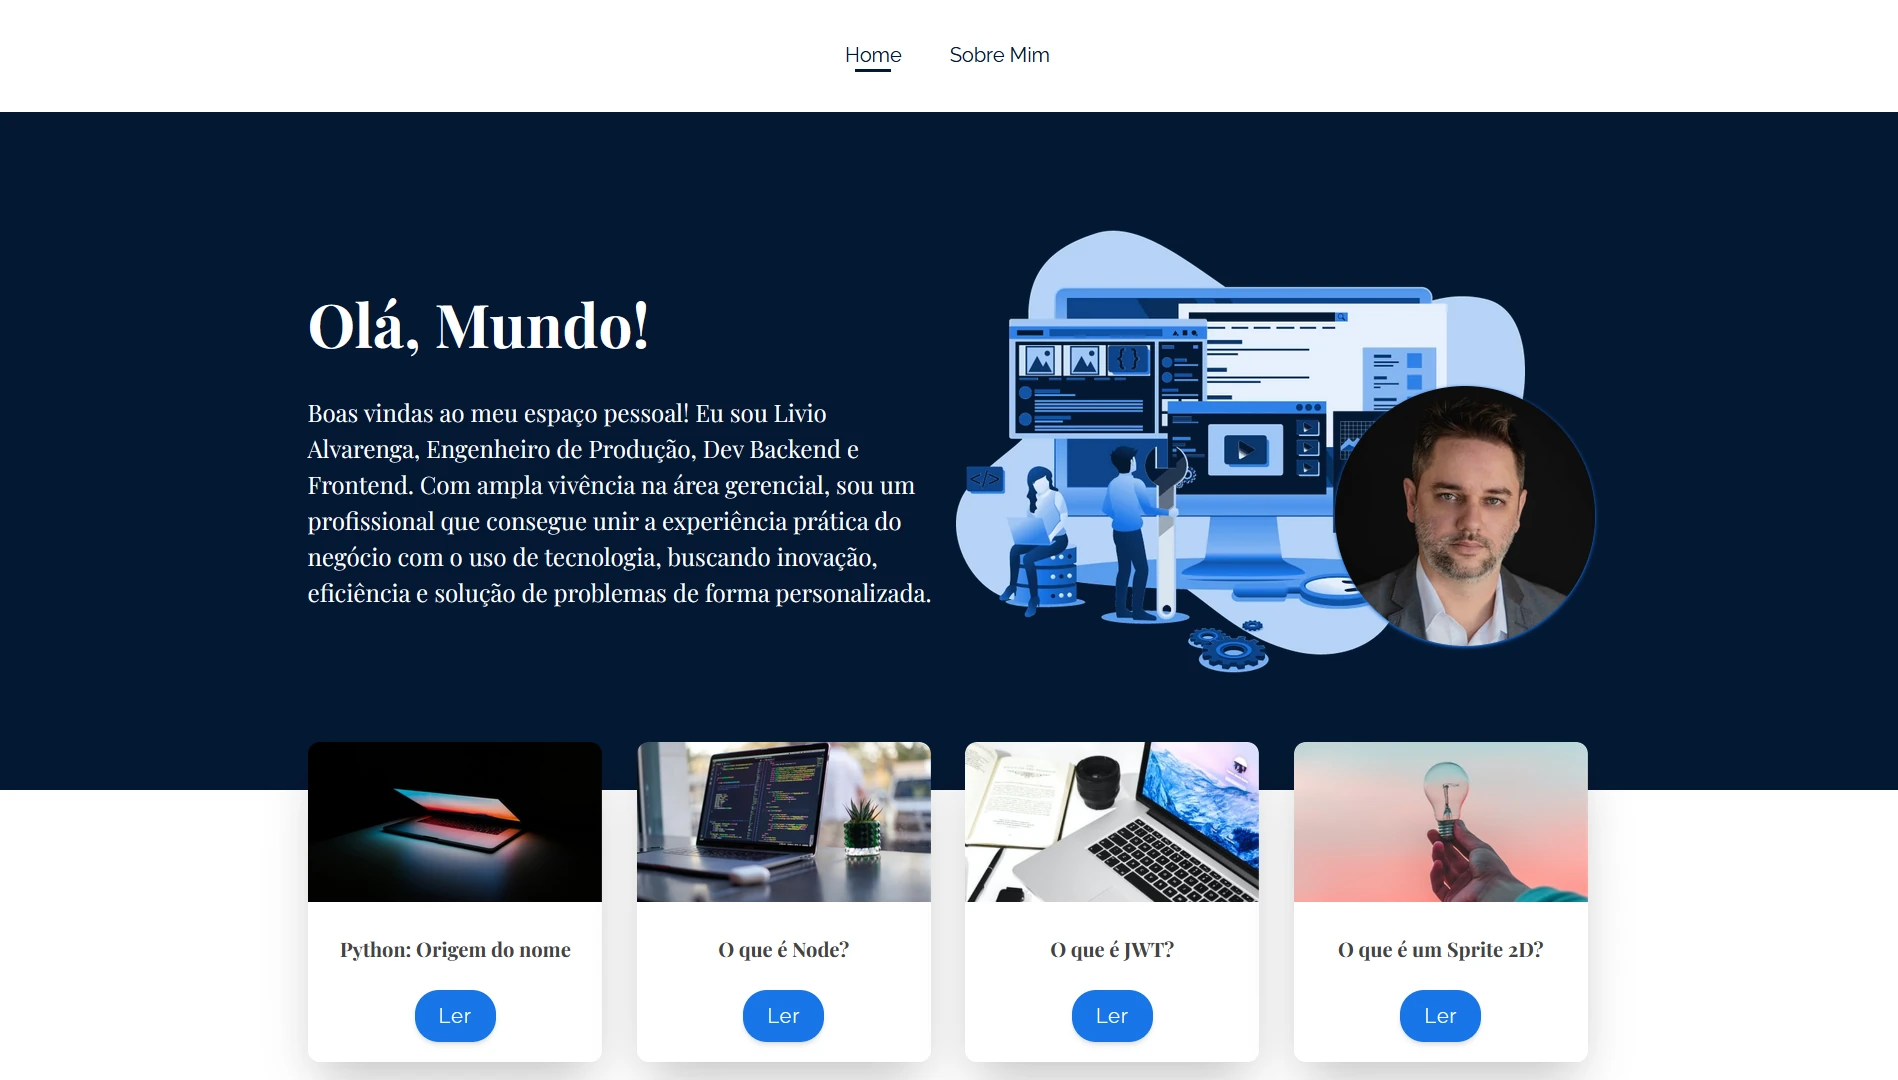 Home
Sobre Mim
Olá, Mundo!
Boas vindas ao meu espaço pessoal! Eu sou Livio
Alvarenga, Engenheiro de Produção, Dev Backend e
Frontend. Com ampla vivência na área gerencial, sou um
profissional que consegue unir a experiência prática do
negócio com o uso de tecnologia, buscando inovação,
eficiência e solução de problemas de forma personalizada.
{}
</>
Python: Origem do nome
O que é Node?
O que é JWT?
O que é um Sprite 2D?
Ler
Ler
Ler
Ler